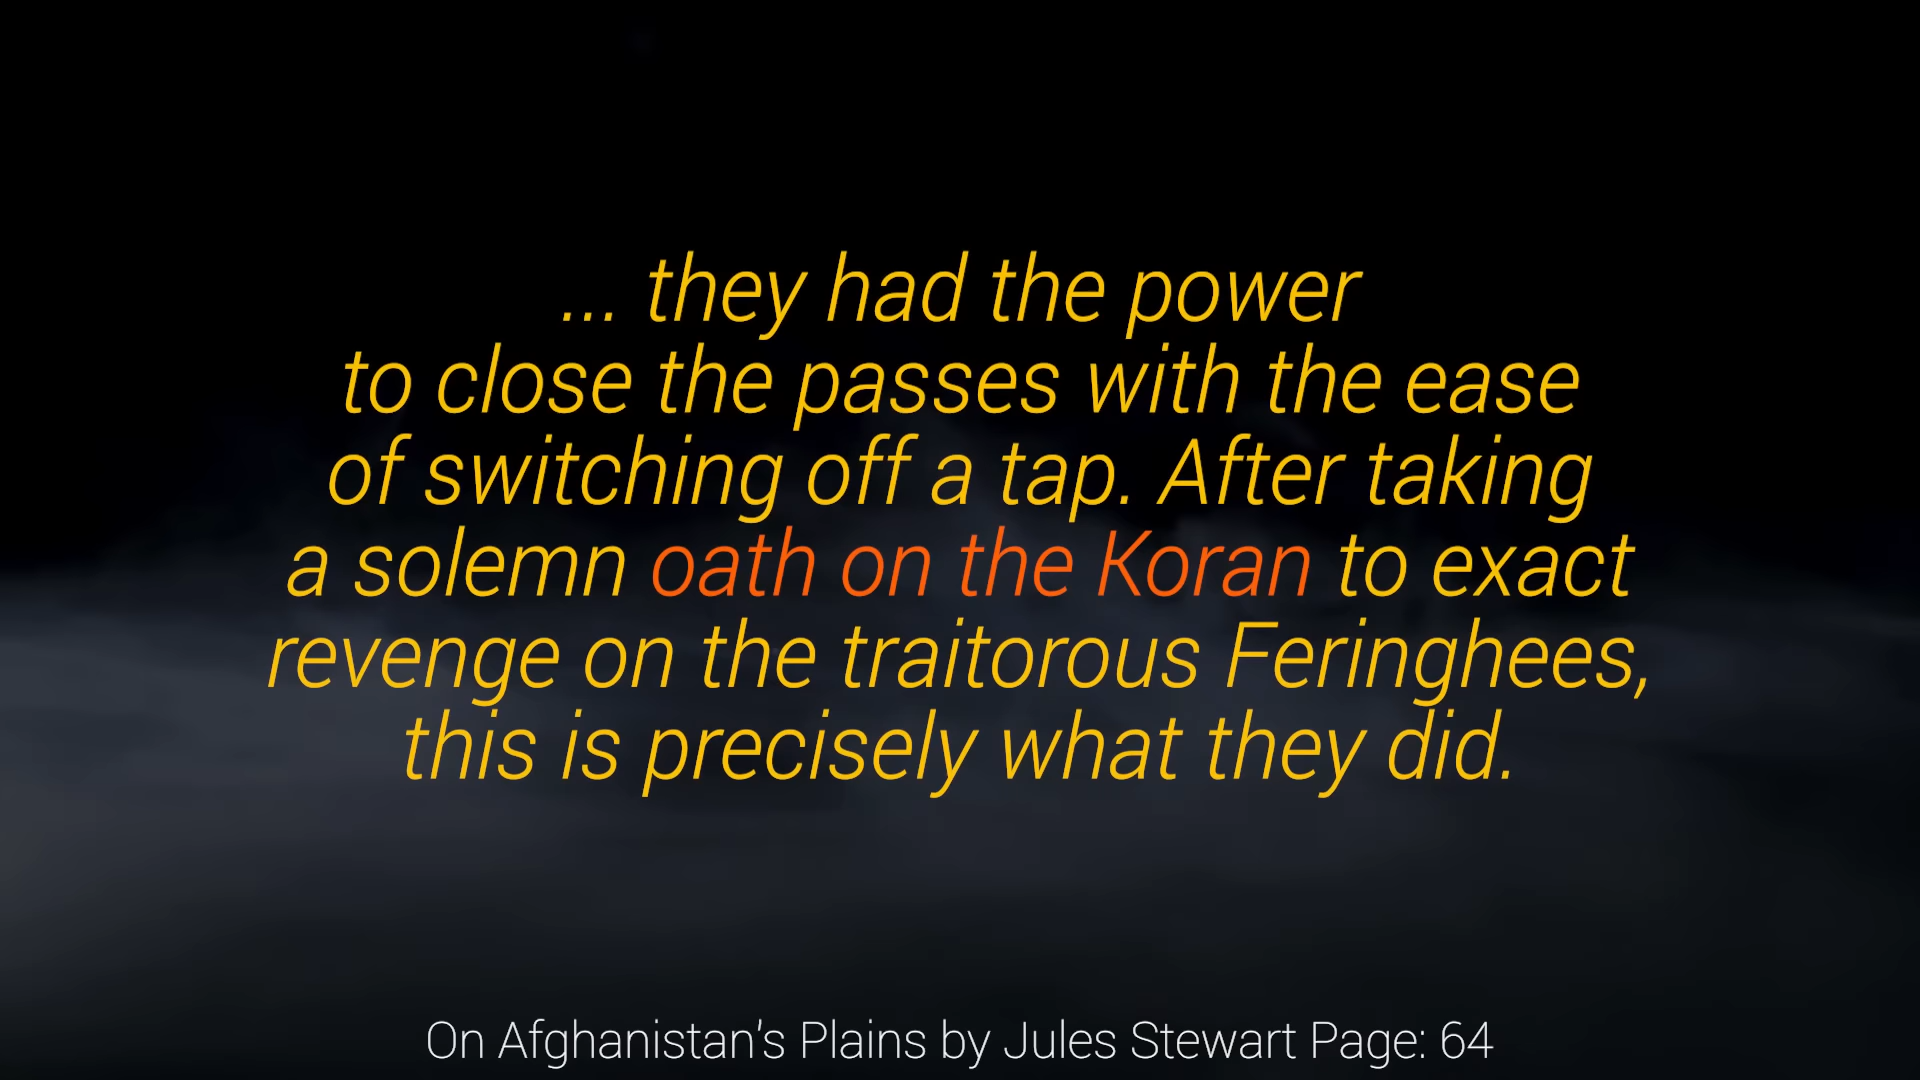 ... they had the power
to close the passes with the ease
of switching off a tap. After taking
a solemn oath on the Koran to exact
revenge on the traitorous Feringhees,
this is precisely what they did.
On Afghanistan's Plains by Jules Stewart Page: 64